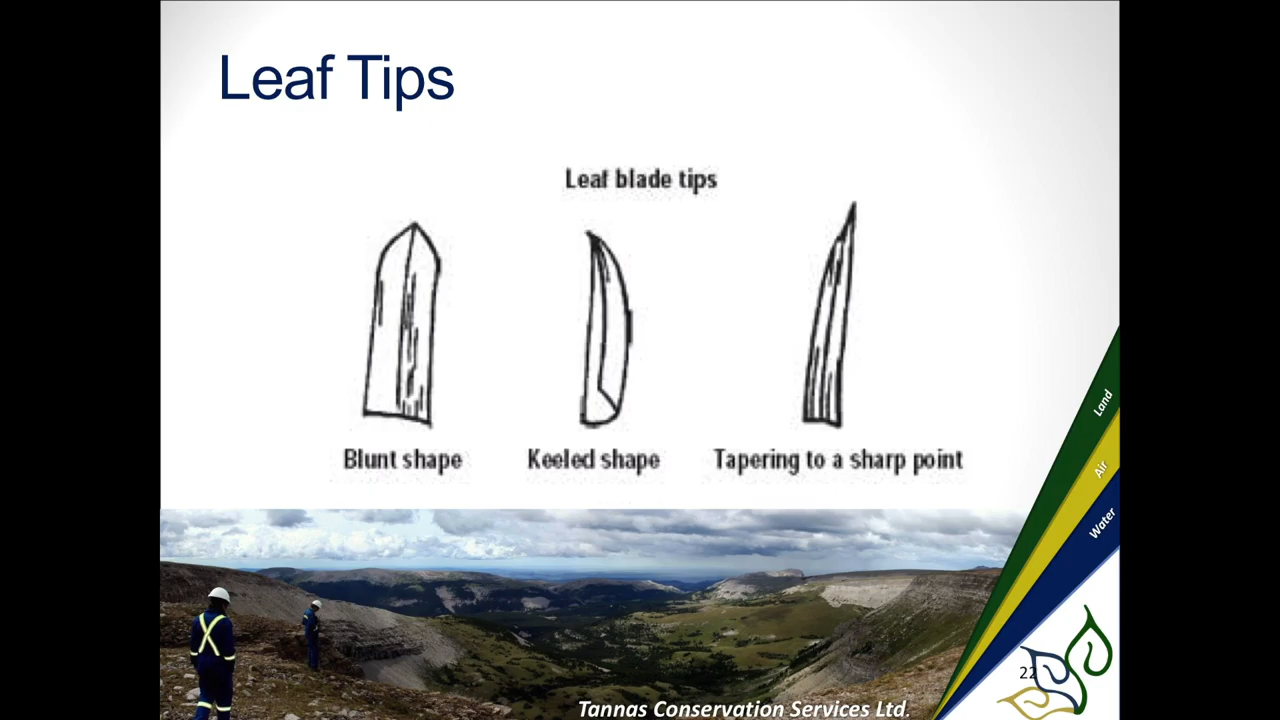 Leaf Tips
Leaf blade tips
Blunt shape
Keeled shape
Tapering to a sharp point
Land
Air
Water
22
Tannas Conservation Services Ltd.